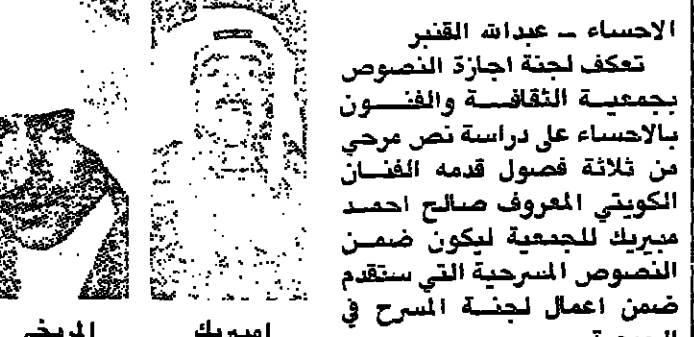 الاحساء ـ عبدالله القنبر
تعكف لجنة اجازة النصوص
بجمعية الثقافة والفنون
بالاحساء على دراسة نص مرحي
من ثلاثة فصول قدمه الفنان
الكويتي المعروف صالح احمد
مبيريك للجمعية ليكون ضمن
النصوص المسرحية التي ستقدم
ضمن اعمال لجنة المسرح في
امبيريك
المريخي